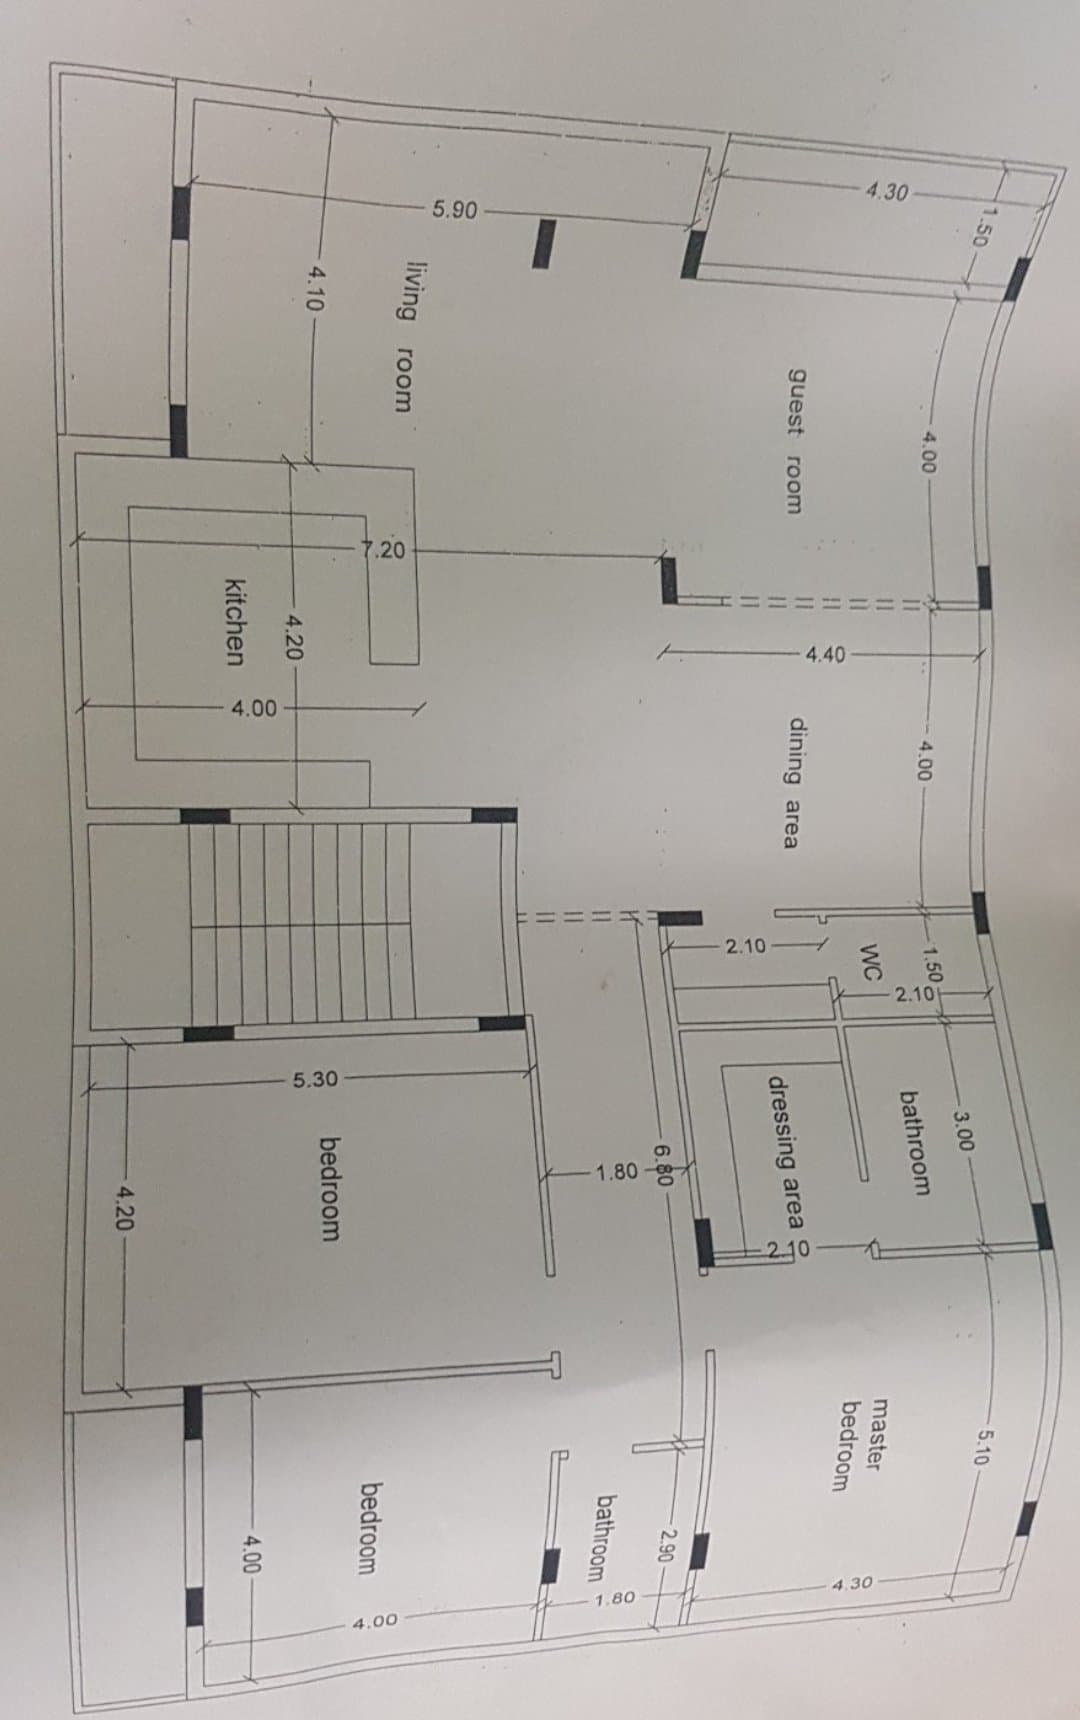 1.50
4.00
4.00
1.50
3.00
5.10
4.30
2.10
bathroom
WC
master
bedroom
4.30
4.40
guest room
dining area
dressing area
2.10
2.10
6.80
2.90
1.80
bathroom
1.80
5.90
living room
7.20
bedroom
4.00
4.10
4.20
4.00
kitchen
5.30
bedroom
4.00
4.20